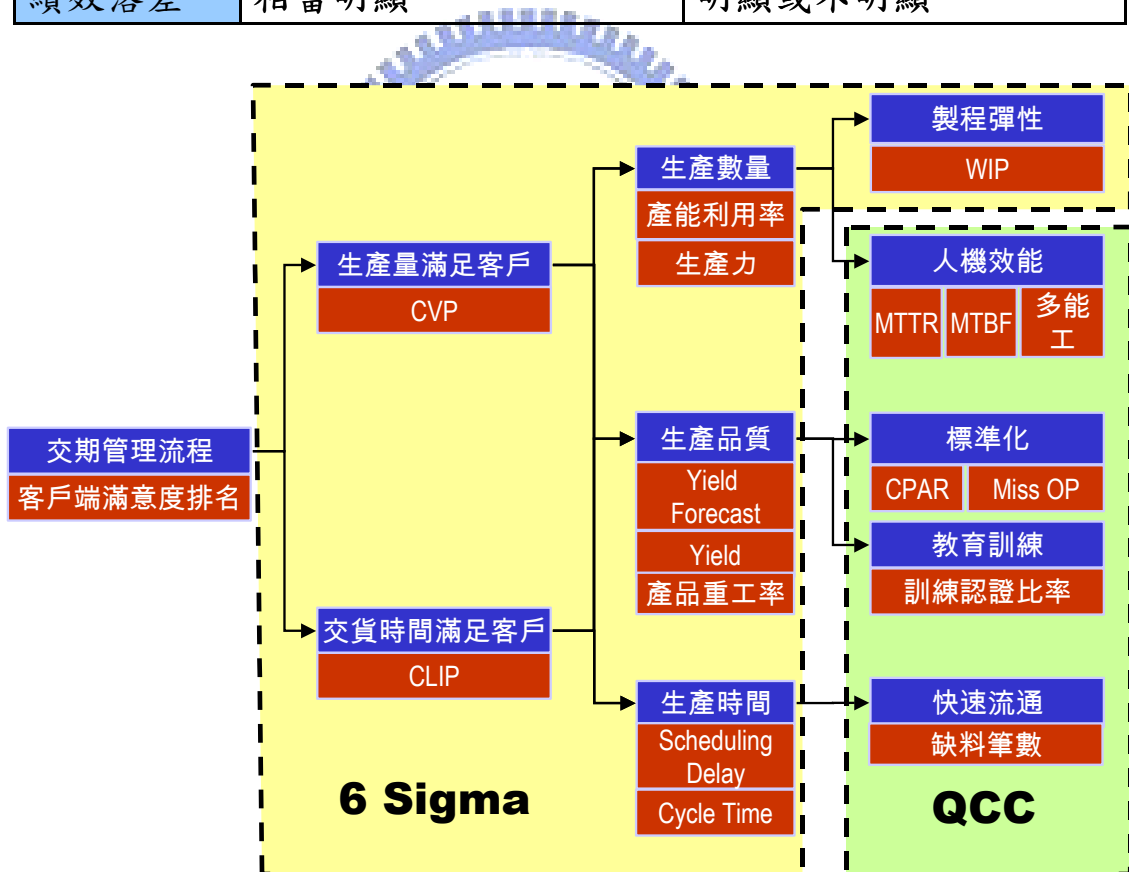 績效落差 相當明顯 明顯或不明顯
製程彈性
WIP
生產數量
產能利用率
生產力
人機效能
MTTR MTBF 多能
工
生產量滿足客戶
CVP
交期管理流程
客戶端滿意度排名
生產品質
Yield
Forecast
Yield
產品重工率
標準化
CPAR Miss OP
教育訓練
訓練認證比率
交貨時間滿足客戶
CLIP
生產時間
Scheduling
Delay
Cycle Time
快速流通
缺料筆數
6 Sigma
QCC